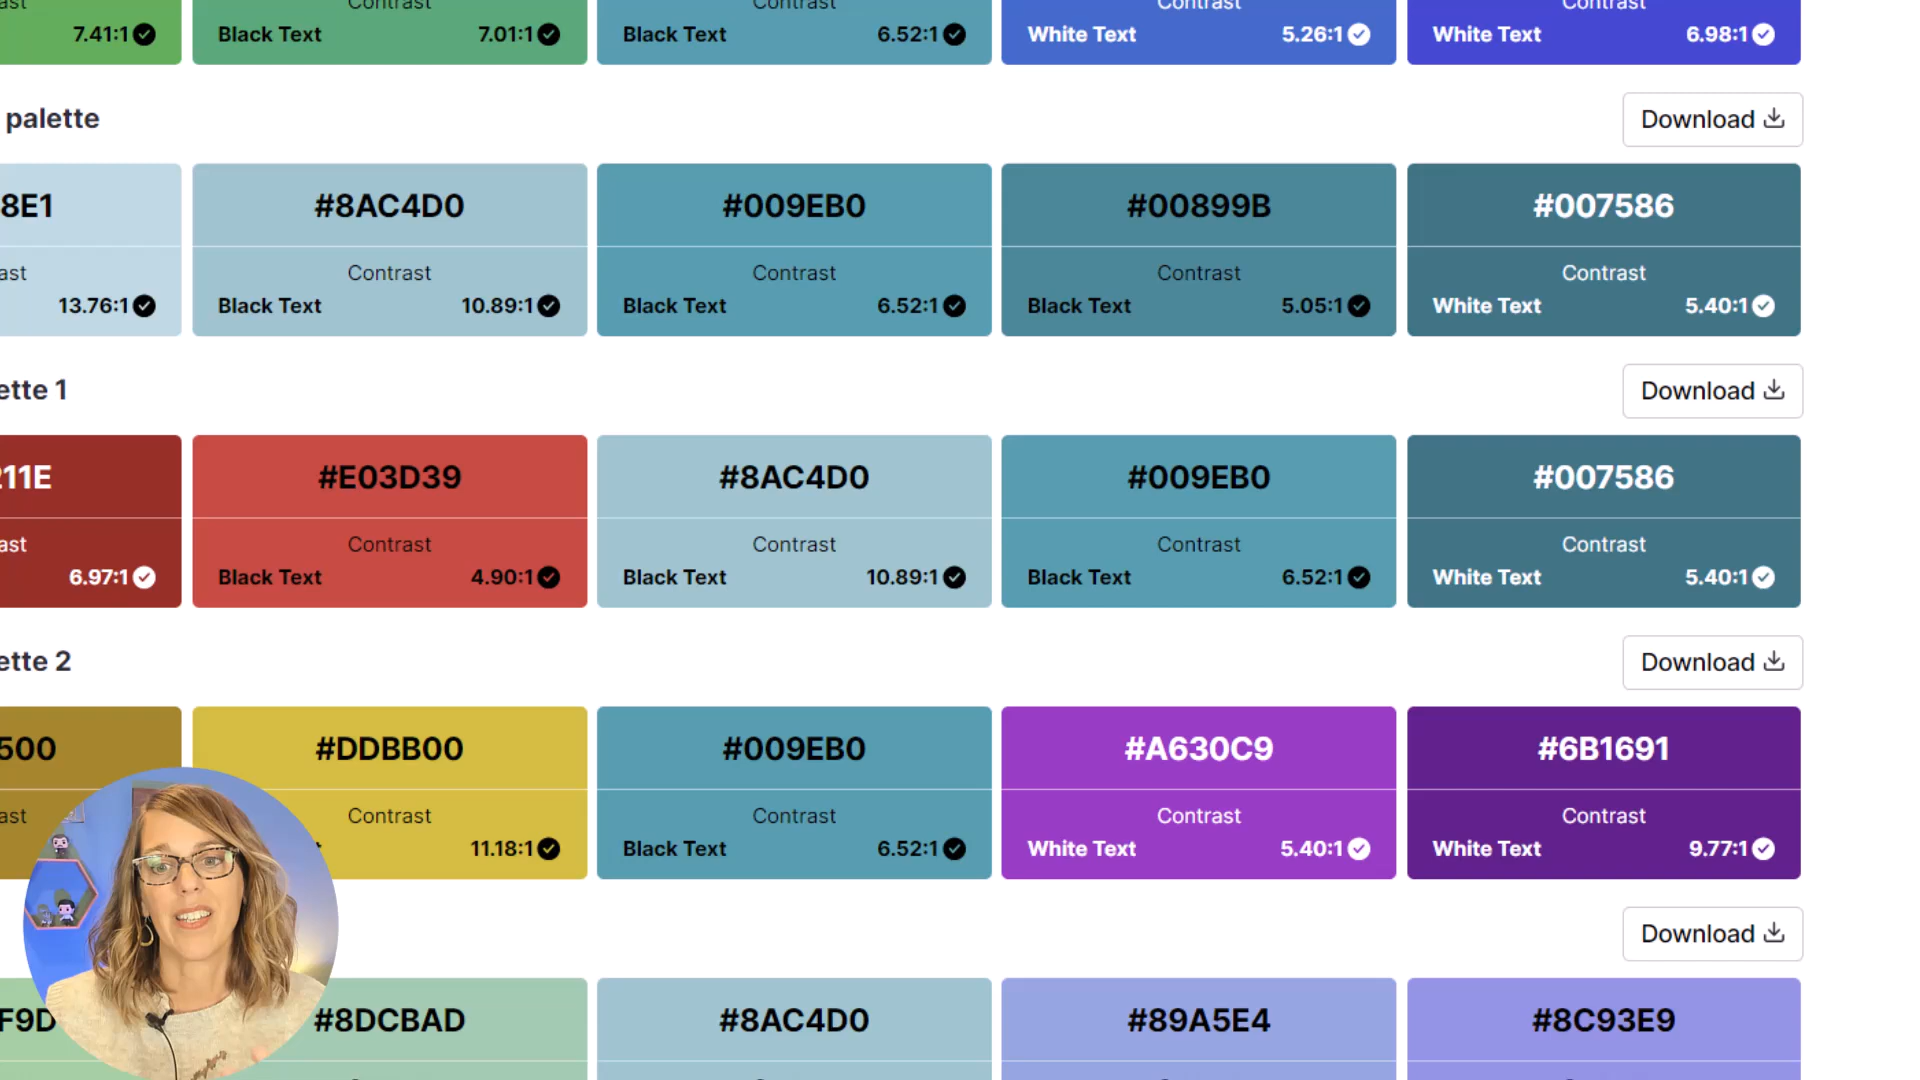 ast Contrast Contrast Contrast Contrast
7.41:1 Black Text 7.01:1 Black Text 6.52:1 White Text 5.26:1 White Text 6.98:1
palette Download
8E1 #8AC4D0 #009EB0 #00899B #007586
ast Contrast Contrast Contrast Contrast
13.76:1 Black Text 10.89:1 Black Text 6.52:1 Black Text 5.05:1 White Text 5.40:1
ette 1 Download
211E #E03D39 #8AC4D0 #009EB0 #007586
ast Contrast Contrast Contrast Contrast
6.97:1 Black Text 4.90:1 Black Text 10.89:1 Black Text 6.52:1 White Text 5.40:1
ette 2 Download
500 #DDBB00 #009EB0 #A630C9 #6B1691
ast Contrast Contrast Contrast Contrast
11.18:1 Black Text 6.52:1 White Text 5.40:1 White Text 9.77:1
Download
F9D #8DCBAD #8AC4D0 #89A5E4 #8C93E9